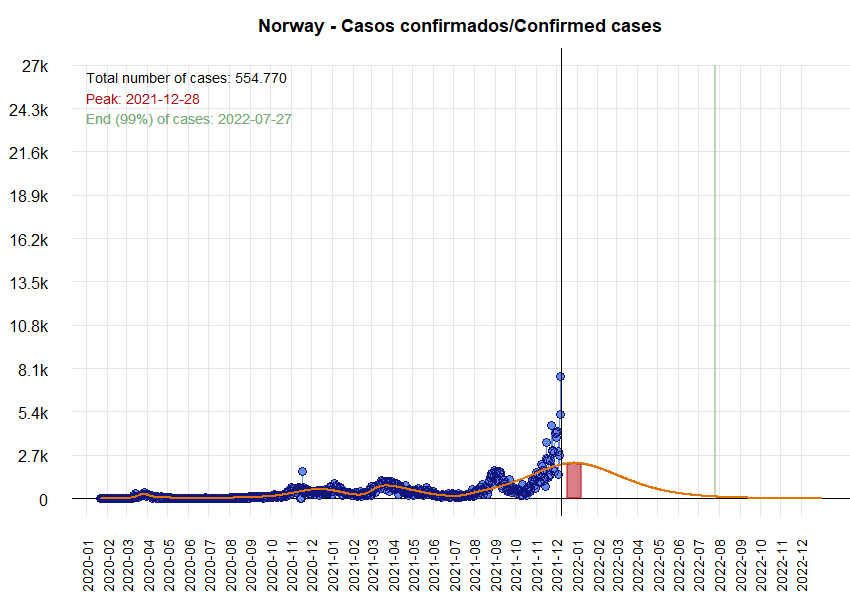 Norway - Casos confirmados/Confirmed cases
Total number of cases: 554.770
Peak: 2021-12-28
End (99%) of cases: 2022-07-27
27k
24.3k
21.6k
18.9k
16.2k
13.5k
10.8k
8.1k
5.4k
2.7k
0
2020-01
2020-02
2020-03
2020-04
2020-05
2020-06
2020-07
2020-08
2020-09
2020-10
2020-11
2020-12
2021-01
2021-02
2021-03
2021-04
2021-05
2021-06
2021-07
2021-08
2021-09
2021-10
2021-11
2021-12
2022-01
2022-02
2022-03
2022-04
2022-05
2022-06
2022-07
2022-08
2022-09
2022-10
2022-11
2022-12